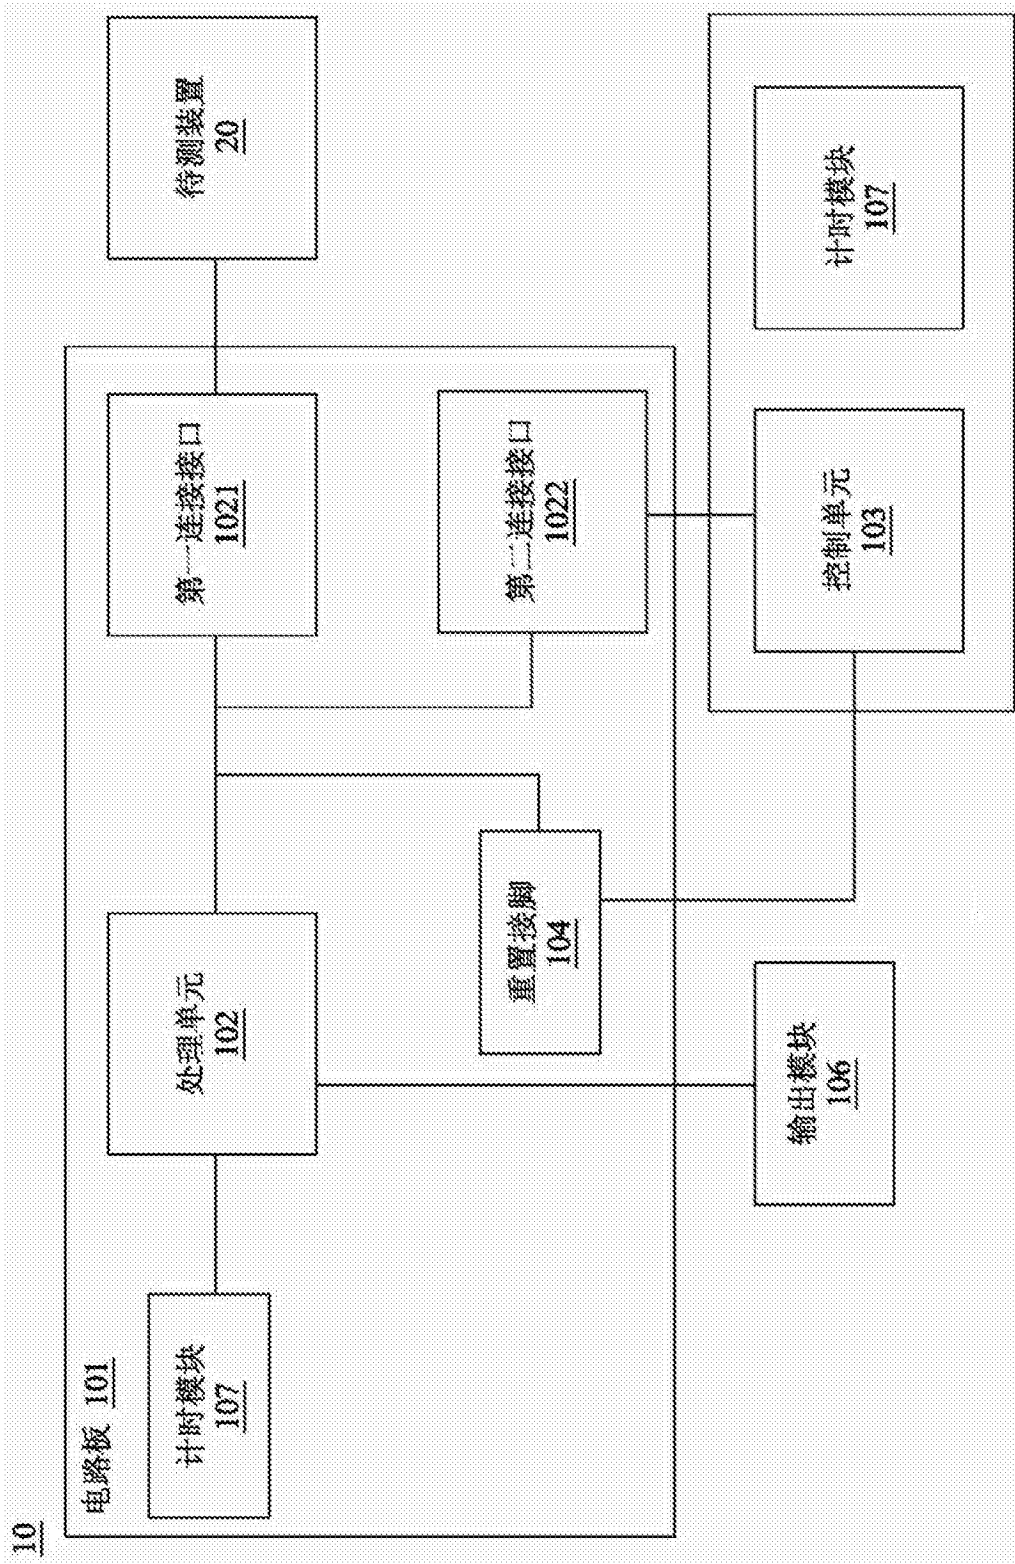 10
电路板 101
计时模块
107
处理单元
102
第一连接接口
1021
待测装置
20
重置接脚
104
第二连接接口
1022
输出模块
106
控制单元
103
计时模块
107